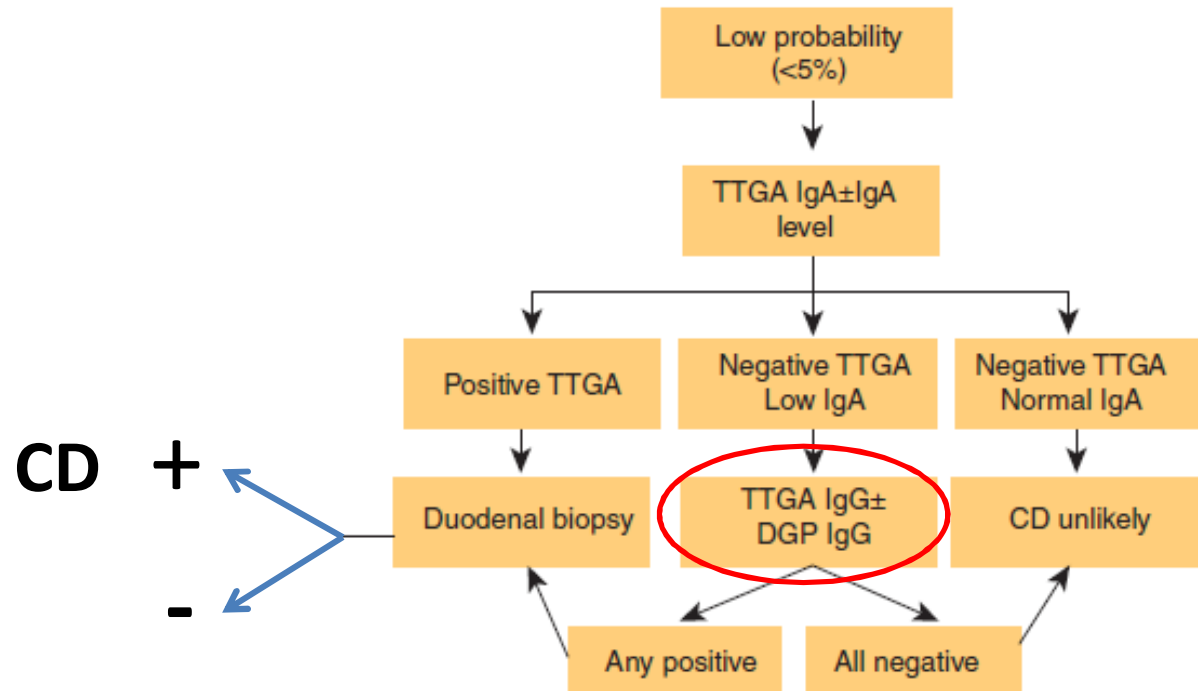 Low probability
(<5%)
TTGA IgA±IgA
level
Positive TTGA
Negative TTGA
Low IgA
Negative TTGA
Normal IgA
CD +
-
Duodenal biopsy
TTGA IgG±
DGP IgG
CD unlikely
Any positive
All negative